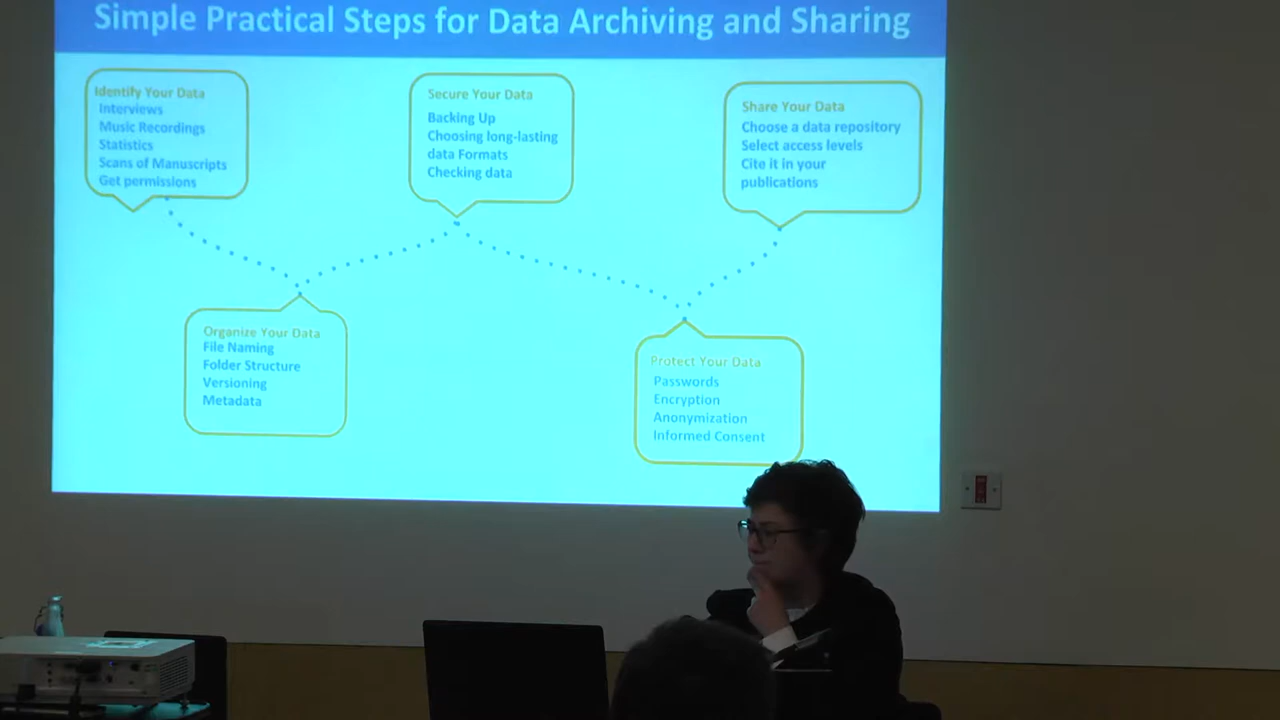 Simple Practical Steps for Data Archiving and Sharing
Identify Your Data
Interviews
Music Recordings
Statistics
Scans of Manuscripts
Get permissions
Organize Your Data
File Naming
Folder Structure
Versioning
Metadata
Secure Your Data
Backing Up
Choosing long-lasting
data Formats
Checking data
Protect Your Data
Passwords
Encryption
Anonymization
Informed Consent
Share Your Data
Choose a data repository
Select access levels
Cite it in your
publications